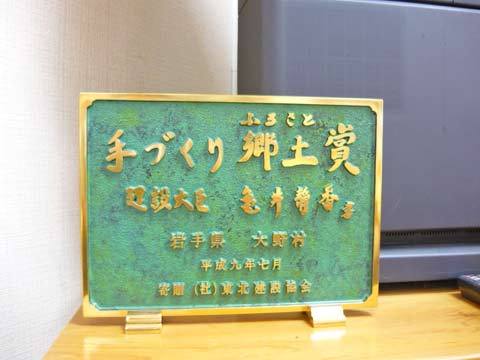 ふるさと
手づくり 郷土賞
建設大臣 亀井静香
岩手県 大野村
平成九年七月
寄贈 (社)東北建設協会